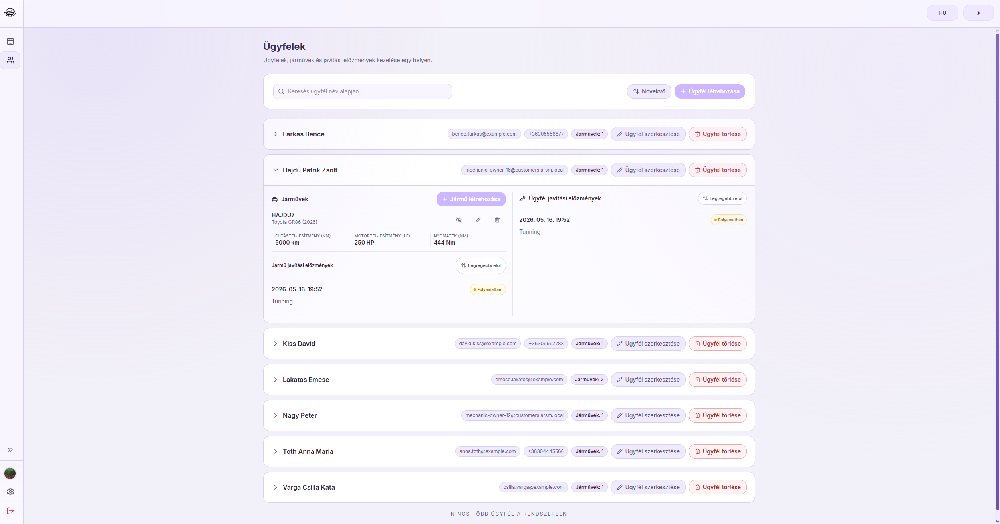 HU
Ügyfelek
Ügyfelek, járművek és javítási előzmények kezelése egy helyen.
Keresés ügyfél név alapján...
Növekvő
Ügyfél létrehozása
Farkas Bence bence.farkas@example.com +36305556677 Járművek: 1 Ügyfél szerkesztése Ügyfél törlése
Hajdú Patrik Zsolt mechanic-owner-16@customers.arsm.local Járművek: 1 Ügyfél szerkesztése Ügyfél törlése
Járművek
Jármű létrehozása
HAJDU7
Toyota GR86 (2026)
FUTÁSTELJESÍTMÉNY (KM) MOTORTELJESÍTMÉNY (LE) NYOMATÉK (NM)
5000 km 250 HP 444 Nm
Jármű javítási előzmények
Legrégebbi elöl
2026. 05. 16. 19:52 Folyamatban
Tunning
Ügyfél javítási előzmények
Legrégebbi elöl
2026. 05. 16. 19:52 Folyamatban
Tunning
Kiss David david.kiss@example.com +36306667788 Járművek: 1 Ügyfél szerkesztése Ügyfél törlése
Lakatos Emese emese.lakatos@example.com Járművek: 2 Ügyfél szerkesztése Ügyfél törlése
Nagy Peter mechanic-owner-12@customers.arsm.local Járművek: 1 Ügyfél szerkesztése Ügyfél törlése
Toth Anna Maria anna.toth@example.com +36304445566 Járművek: 1 Ügyfél szerkesztése Ügyfél törlése
Varga Csilla Kata csilla.varga@example.com Járművek: 1 Ügyfél szerkesztése Ügyfél törlése
NINCS TÖBB ÜGYFÉL A RENDSZERBEN